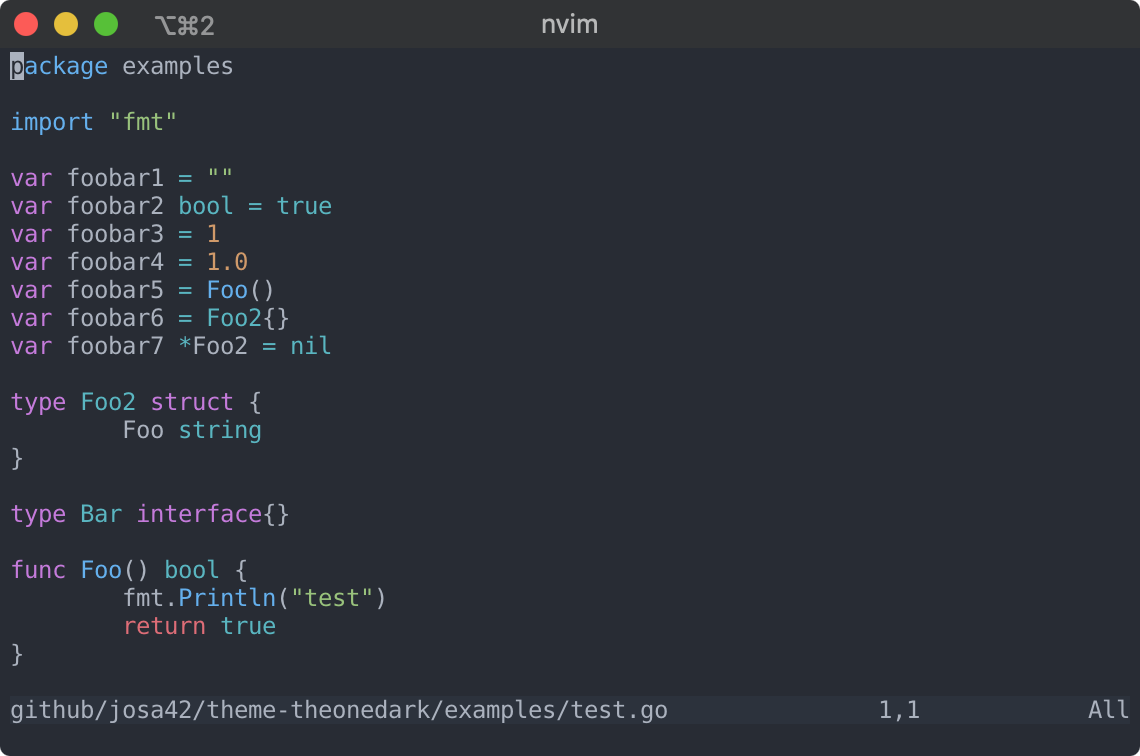 ⌥⌘2 nvim
package examples
import "fmt"
var foobar1 = ""
var foobar2 bool = true
var foobar3 = 1
var foobar4 = 1.0
var foobar5 = Foo()
var foobar6 = Foo2{}
var foobar7 *Foo2 = nil
type Foo2 struct {
        Foo string
}
type Bar interface{}
func Foo() bool {
        fmt.Println("test")
        return true
}
github/josa42/theme-theonedark/examples/test.go 1,1 All